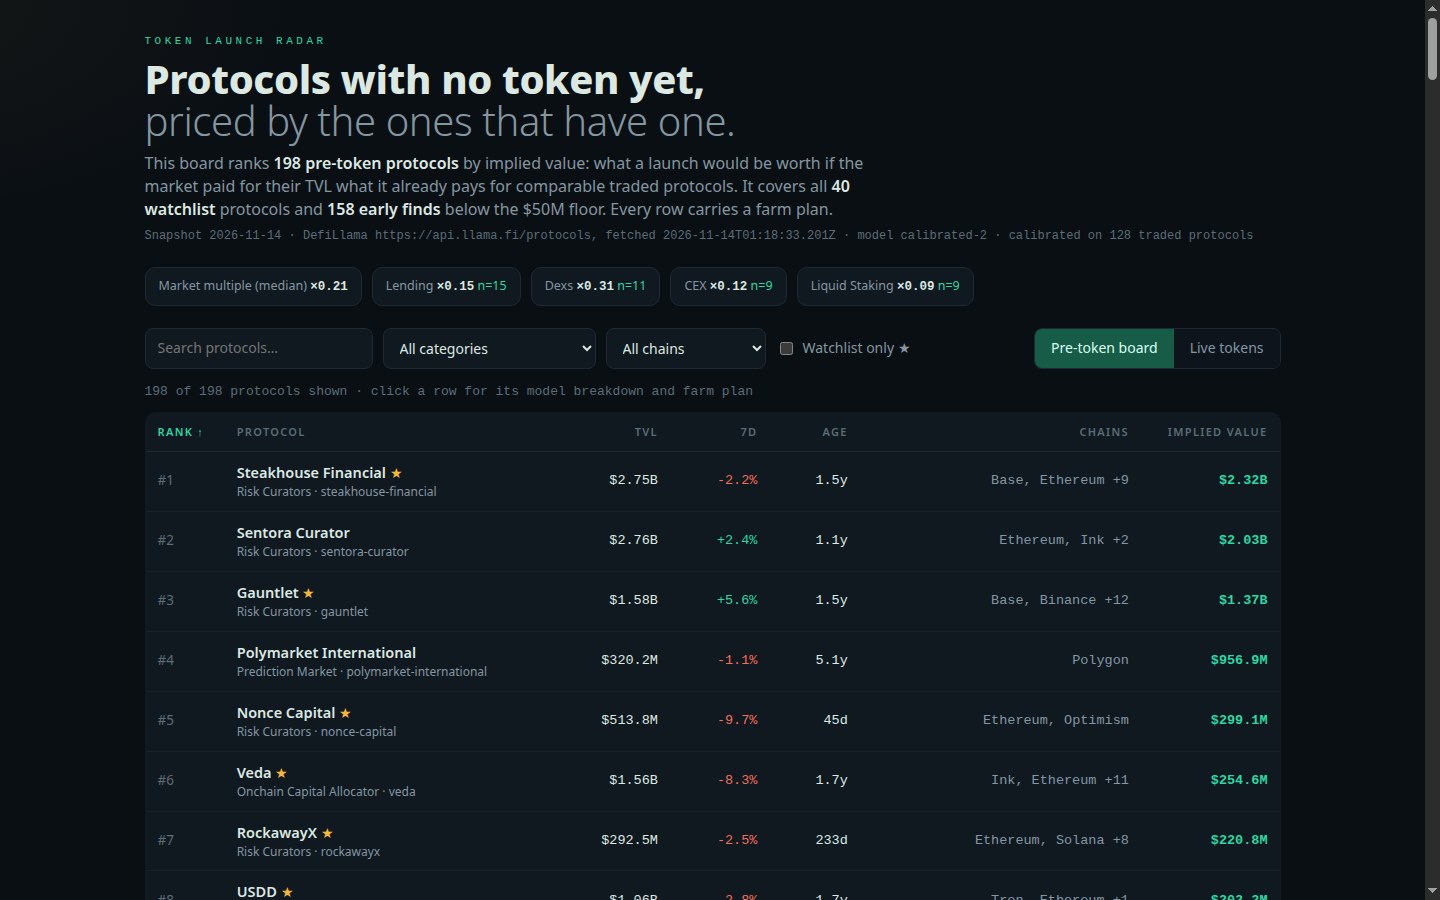 TOKEN LAUNCH RADAR
Protocols with no token yet,
priced by the ones that have one.
This board ranks 198 pre-token protocols by implied value: what a launch would be worth if the
market paid for their TVL what it already pays for comparable traded protocols. It covers all 40
watchlist protocols and 158 early finds below the $50M floor. Every row carries a farm plan.
Snapshot 2026-11-14 · DefiLlama https://api.llama.fi/protocols, fetched 2026-11-14T01:18:33.201Z · model calibrated-2 · calibrated on 128 traded protocols
Market multiple (median) ×0.21 Lending ×0.15 n=15 Dexs ×0.31 n=11 CEX ×0.12 n=9 Liquid Staking ×0.09 n=9
Search protocols... All categories All chains Watchlist only ★ Pre-token board Live tokens
198 of 198 protocols shown · click a row for its model breakdown and farm plan
RANK ↑ PROTOCOL TVL 7D AGE CHAINS IMPLIED VALUE
#1 Steakhouse Financial ★ $2.75B -2.2% 1.5y Base, Ethereum +9 $2.32B
Risk Curators · steakhouse-financial
#2 Sentora Curator $2.76B +2.4% 1.1y Ethereum, Ink +2 $2.03B
Risk Curators · sentora-curator
#3 Gauntlet ★ $1.58B +5.6% 1.5y Base, Binance +12 $1.37B
Risk Curators · gauntlet
#4 Polymarket International $320.2M -1.1% 5.1y Polygon $956.9M
Prediction Market · polymarket-international
#5 Nonce Capital ★ $513.8M -9.7% 45d Ethereum, Optimism $299.1M
Risk Curators · nonce-capital
#6 Veda ★ $1.56B -8.3% 1.7y Ink, Ethereum +11 $254.6M
Onchain Capital Allocator · veda
#7 RockawayX ★ $292.5M -2.5% 233d Ethereum, Solana +8 $220.8M
Risk Curators · rockawayx
USDD ★